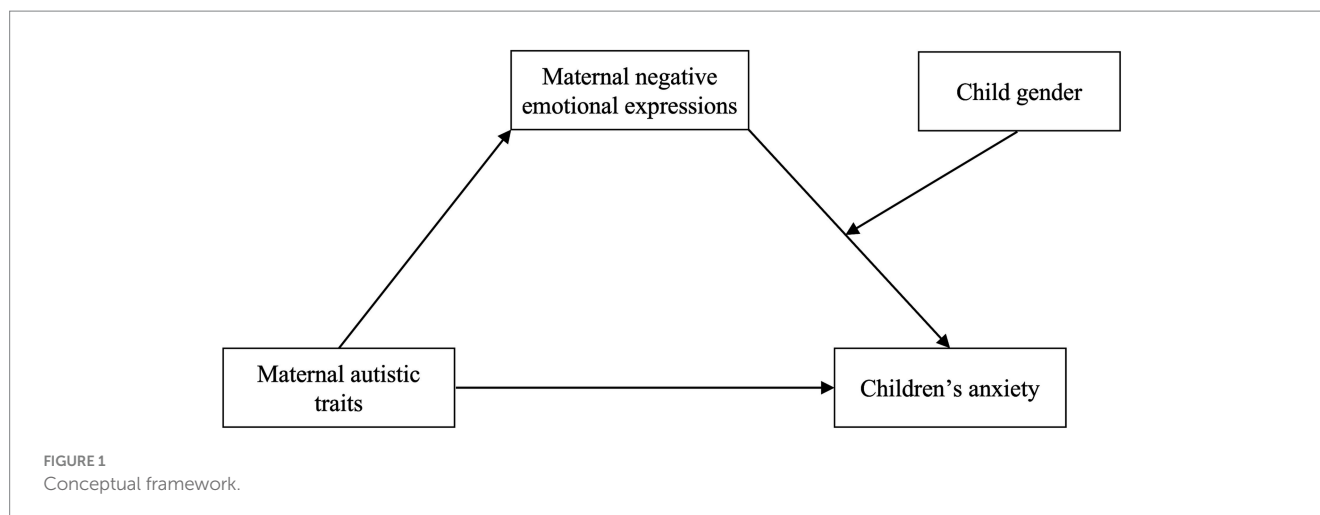 Maternal negative
emotional expressions
Child gender
Maternal autistic
traits
Children’s anxiety
FIGURE 1
Conceptual framework.